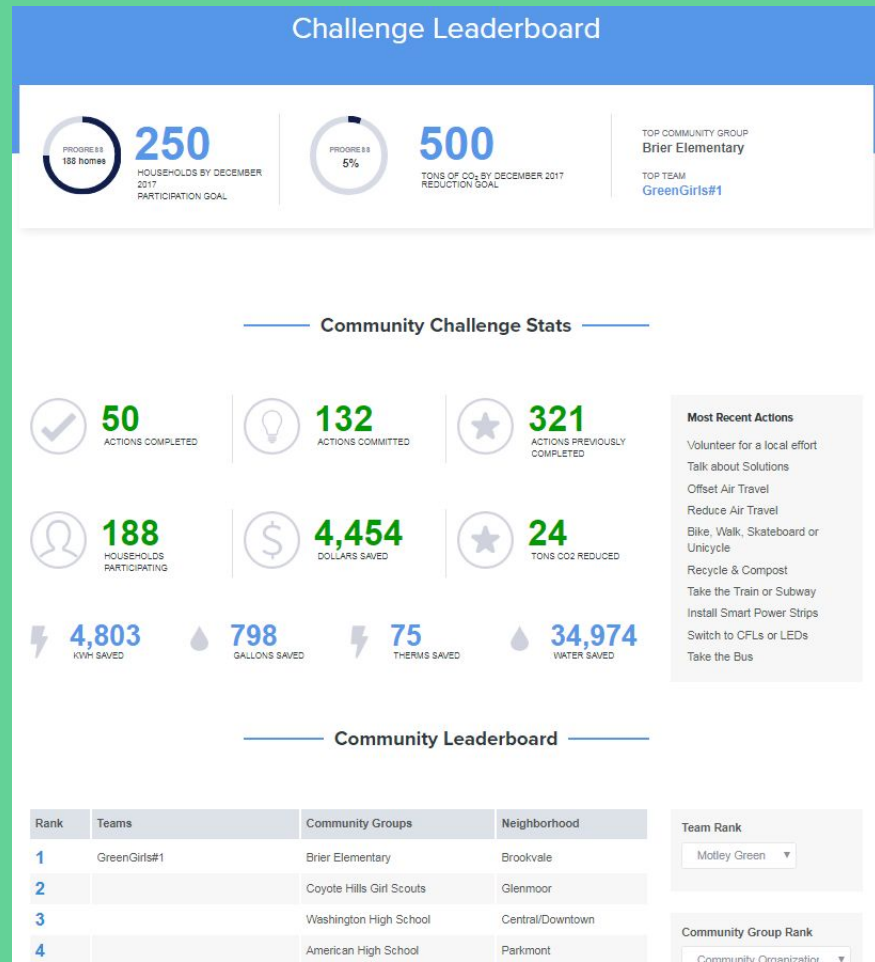 Challenge Leaderboard
PROGRESS
188 homes
250
HOUSEHOLDS BY DECEMBER
2017
PARTICIPATION GOAL
PROGRESS
5%
500
TONS OF CO2 BY DECEMBER 2017
REDUCTION GOAL
TOP COMMUNITY GROUP
Brier Elementary
TOP TEAM
GreenGirls#1
Community Challenge Stats
50
ACTIONS COMPLETED
132
ACTIONS COMMITTED
321
ACTIONS PREVIOUSLY
COMPLETED
188
HOUSEHOLDS
PARTICIPATING
4,454
DOLLARS SAVED
24
TONS CO2 REDUCED
4,803
KWH SAVED
798
GALLONS SAVED
75
THERMS SAVED
34,974
WATER SAVED
Most Recent Actions
Volunteer for a local effort
Talk about Solutions
Offset Air Travel
Reduce Air Travel
Bike, Walk, Skateboard or
Unicycle
Recycle & Compost
Take the Train or Subway
Install Smart Power Strips
Switch to CFLs or LEDs
Take the Bus
Community Leaderboard
Rank Teams Community Groups Neighborhood
1 GreenGirls#1 Brier Elementary Brookvale
2 Coyote Hills Girl Scouts Glenmoor
3 Washington High School Central/Downtown
4 American High School Parkmont
Team Rank
Motley Green
Community Group Rank
Community Organization